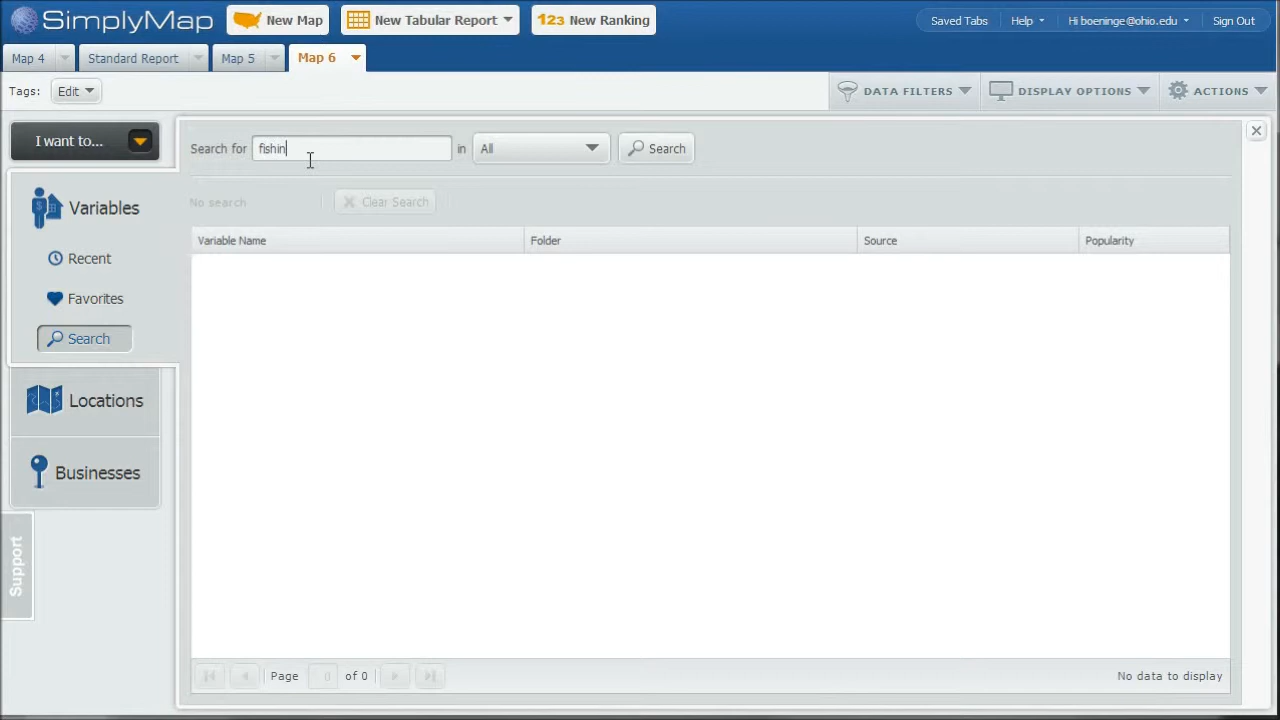 SimplyMap New Map New Tabular Report 123 New Ranking Saved Tabs Help Hi boeninge@ohio.edu Sign Out
Map 4 Standard Report Map 5 Map 6
Tags: Edit DATA FILTERS DISPLAY OPTIONS ACTIONS
I want to... Search for fishin in All Search
Variables No search Clear Search
Variable Name Folder Source Popularity
Recent
Favorites
Search
Locations
Businesses
Support
Page 0 of 0 No data to display